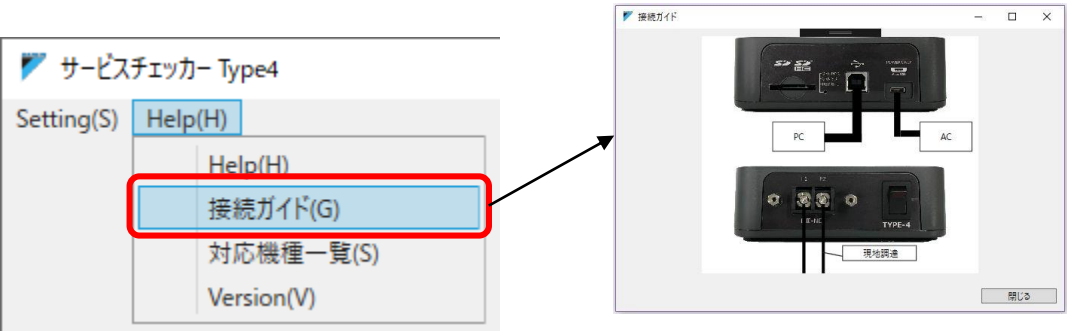 サービスチェッカー Type4
Setting(S) Help(H)
Help(H)
接続ガイド(G)
対応機種一覧(S)
Version(V)
接続ガイド
PC
AC
F1 F2
TYPE-4
現地調達
閉じる